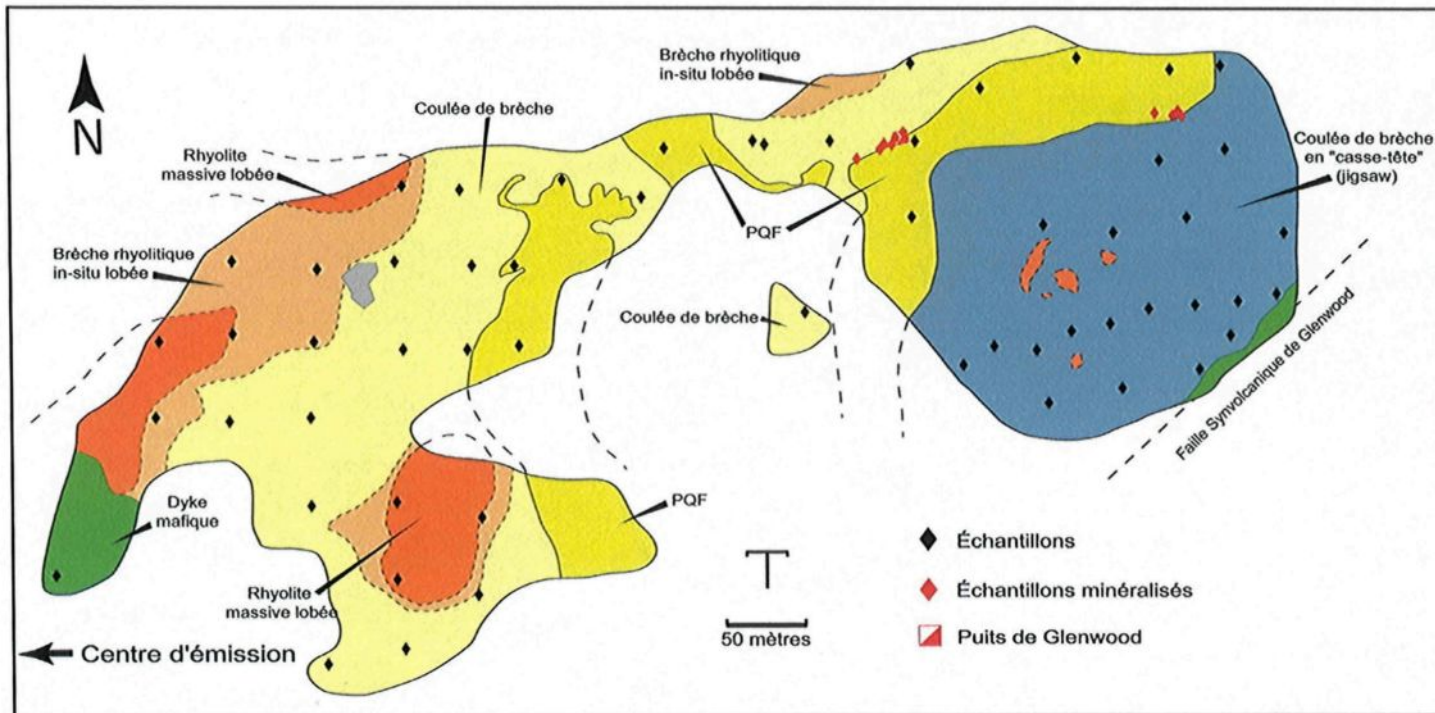 Brèche rhyolitique
in-situ lobée
Coulée de brèche
N
Rhyolite
massive lobée
Coulée de brèche
en "casse-tête"
(jigsaw)
PQF
Brèche rhyolitique
in-situ lobée
Coulée de brèche
Faille Synvolcanique de Glenwood
Dyke
mafique
PQF
Échantillons
Rhyolite
massive lobée
Échantillons minéralisés
50 mètres
Puits de Glenwood
Centre d'émission